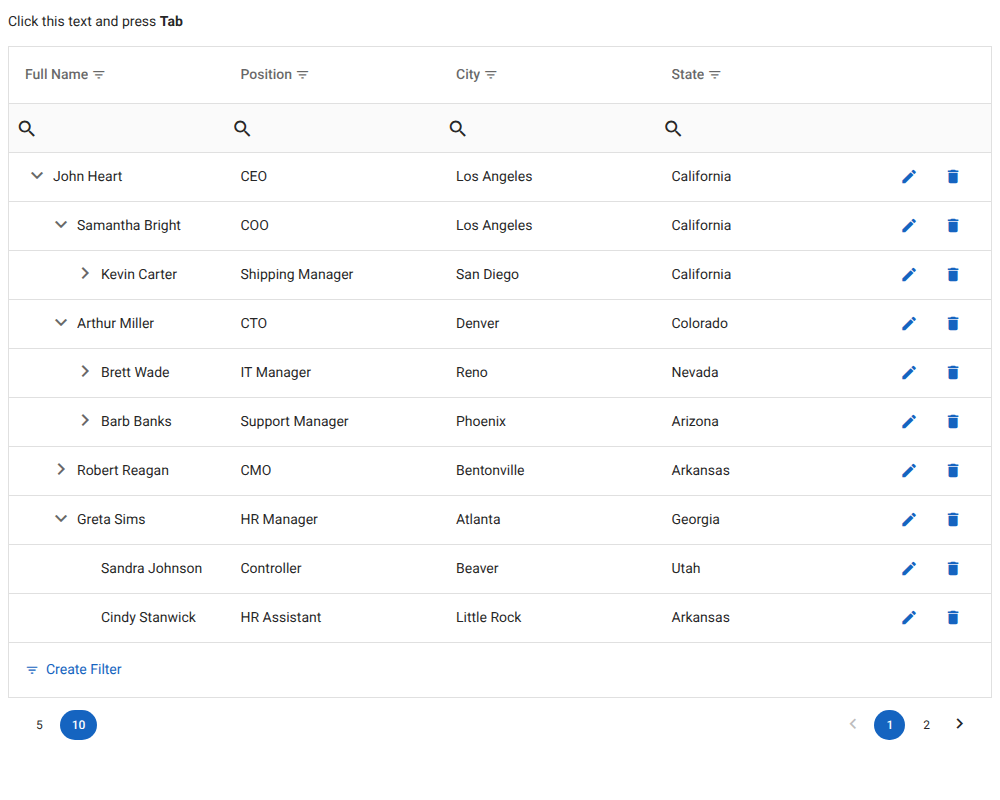 Click this text and press Tab
Full Name Position City State
John Heart CEO Los Angeles California
Samantha Bright COO Los Angeles California
Kevin Carter Shipping Manager San Diego California
Arthur Miller CTO Denver Colorado
Brett Wade IT Manager Reno Nevada
Barb Banks Support Manager Phoenix Arizona
Robert Reagan CMO Bentonville Arkansas
Greta Sims HR Manager Atlanta Georgia
Sandra Johnson Controller Beaver Utah
Cindy Stanwick HR Assistant Little Rock Arkansas
Create Filter
5 10 1 2